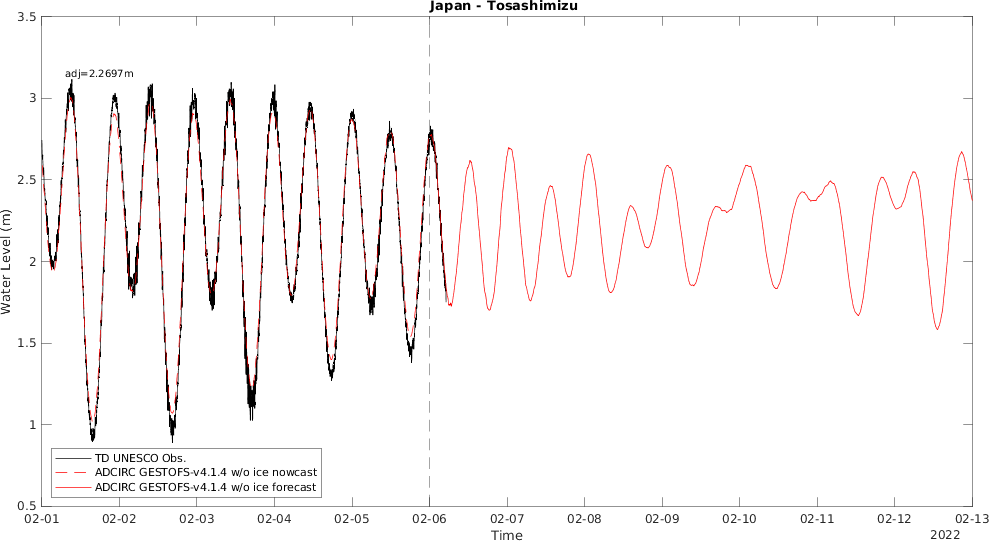 Japan - Tosashimizu
adj=2.2697m
3.5
3
2.5
2
1.5
1
0.5
Water Level (m)
TD UNESCO Obs.
ADCIRC GESTOFS-v4.1.4 w/o ice nowcast
ADCIRC GESTOFS-v4.1.4 w/o ice forecast
02-01 02-02 02-03 02-04 02-05 02-06 02-07 02-08 02-09 02-10 02-11 02-12 02-13
Time
2022